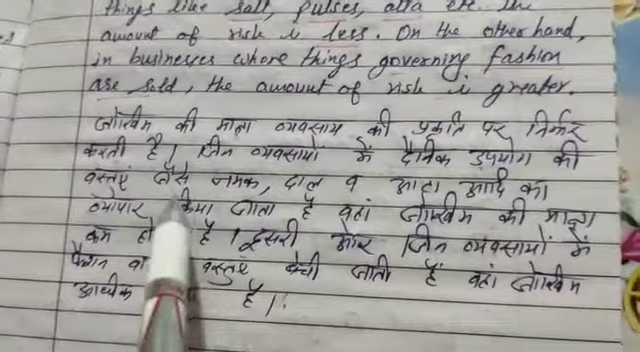 things like salt, pulses, atta etc. the
amount of risk is less. On the other hand,
in businesses where things governing fashion
are sold, the amount of risk is greater.
जोखिम की मात्रा व्यवसाय की प्रकृति पर निर्भर
करती है। जिन व्यवसायों में दैनिक उपयोग की
वस्तुएं जैसे नमक, दाल व आटा आदि का
व्यापार किया जाता है वहां जोखिम की मात्रा
कम है। दूसरी ओर जिन व्यवसायों में
फैशन वस्तुएं बेची जाती हैं वहां जोखिम
अधिक है।